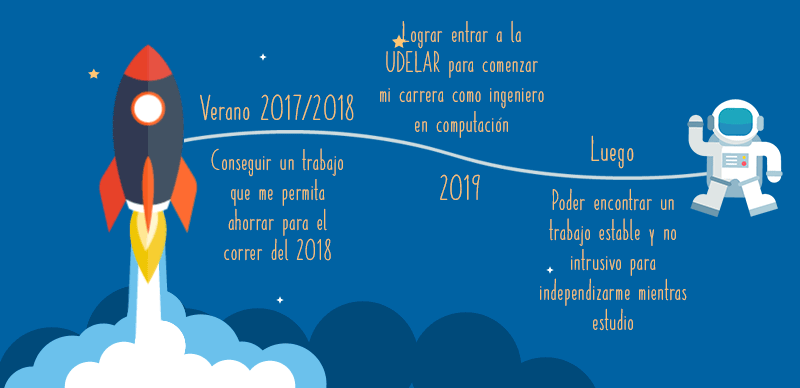 Verano 2017/2018
Conseguir un trabajo
que me permita
ahorrar para el
correr del 2018
Lograr entrar a la
UDELAR para comenzar
mi carrera como ingeniero
en computación
2019
Luego
Poder encontrar un
trabajo estable y no
intrusivo para
independizarme mientras
estudio